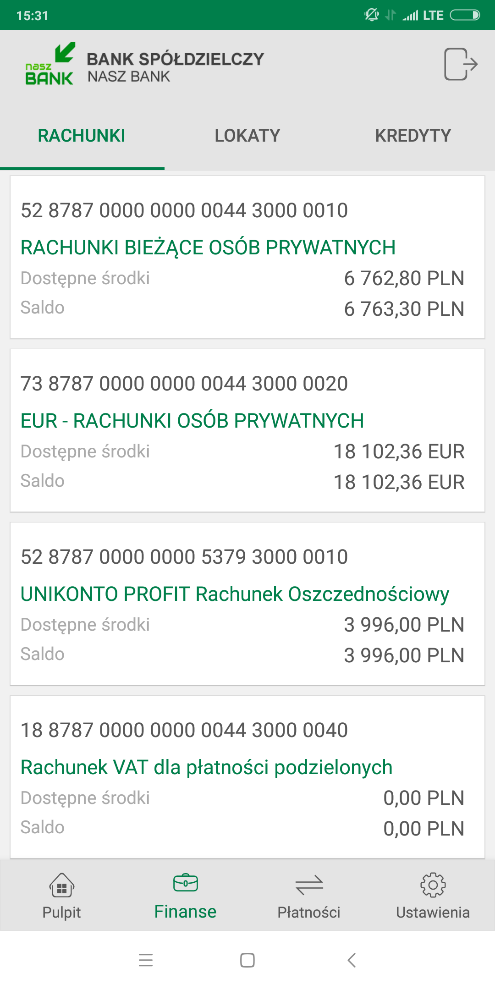 15:31 LTE
nasz
BANK
BANK SPÓŁDZIELCZY
NASZ BANK
RACHUNKI LOKATY KREDYTY
52 8787 0000 0000 0044 3000 0010
RACHUNKI BIEŻĄCE OSÓB PRYWATNYCH
Dostępne środki 6 762,80 PLN
Saldo 6 763,30 PLN
73 8787 0000 0000 0044 3000 0020
EUR - RACHUNKI OSÓB PRYWATNYCH
Dostępne środki 18 102,36 EUR
Saldo 18 102,36 EUR
52 8787 0000 0000 5379 3000 0010
UNIKONTO PROFIT Rachunek Oszczednościowy
Dostępne środki 3 996,00 PLN
Saldo 3 996,00 PLN
18 8787 0000 0000 0044 3000 0040
Rachunek VAT dla płatności podzielonych
Dostępne środki 0,00 PLN
Saldo 0,00 PLN
Pulpit Finanse Płatności Ustawienia